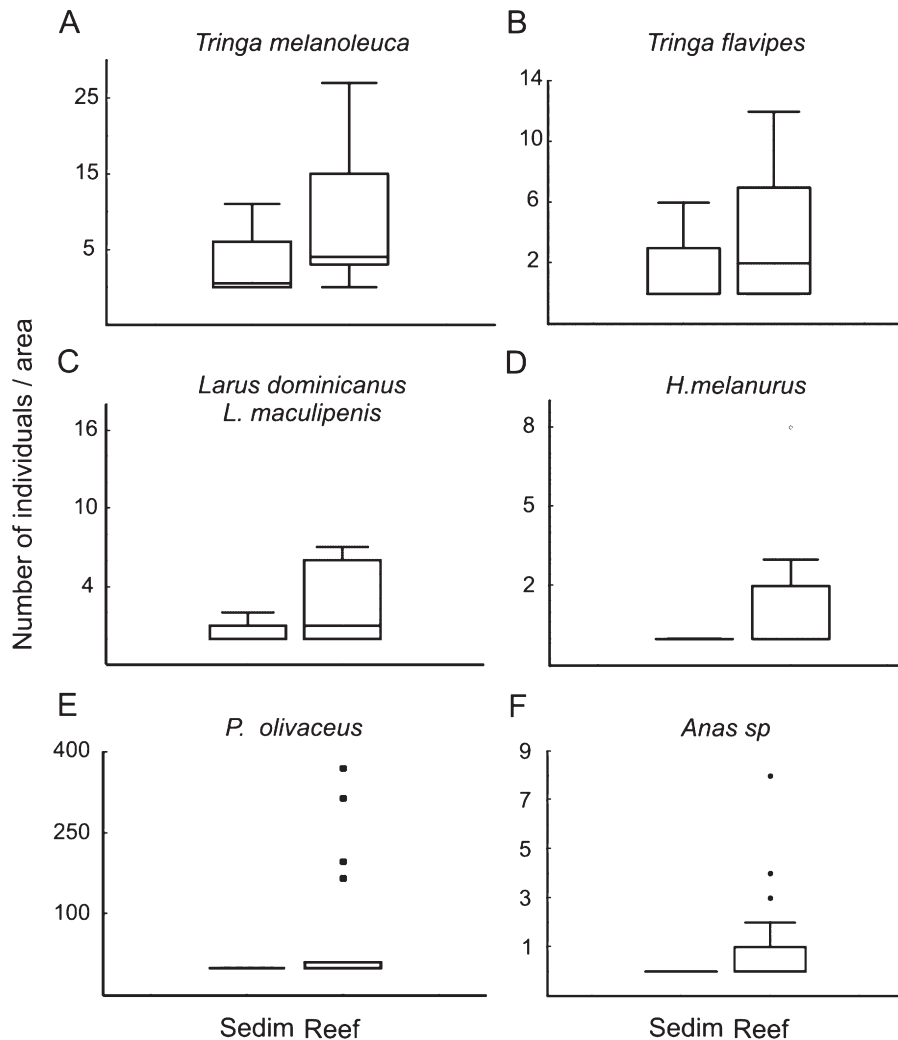 A
Tringa melanoleuca
25
15
5
B
Tringa flavipes
14
10
6
2
Number of individuals / area
C
Larus dominicanus
L. maculipenis
16
10
4
D
H.melanurus
8
5
2
E
P. olivaceus
400
250
100
Sedim Reef
F
Anas sp
9
7
5
3
1
Sedim Reef